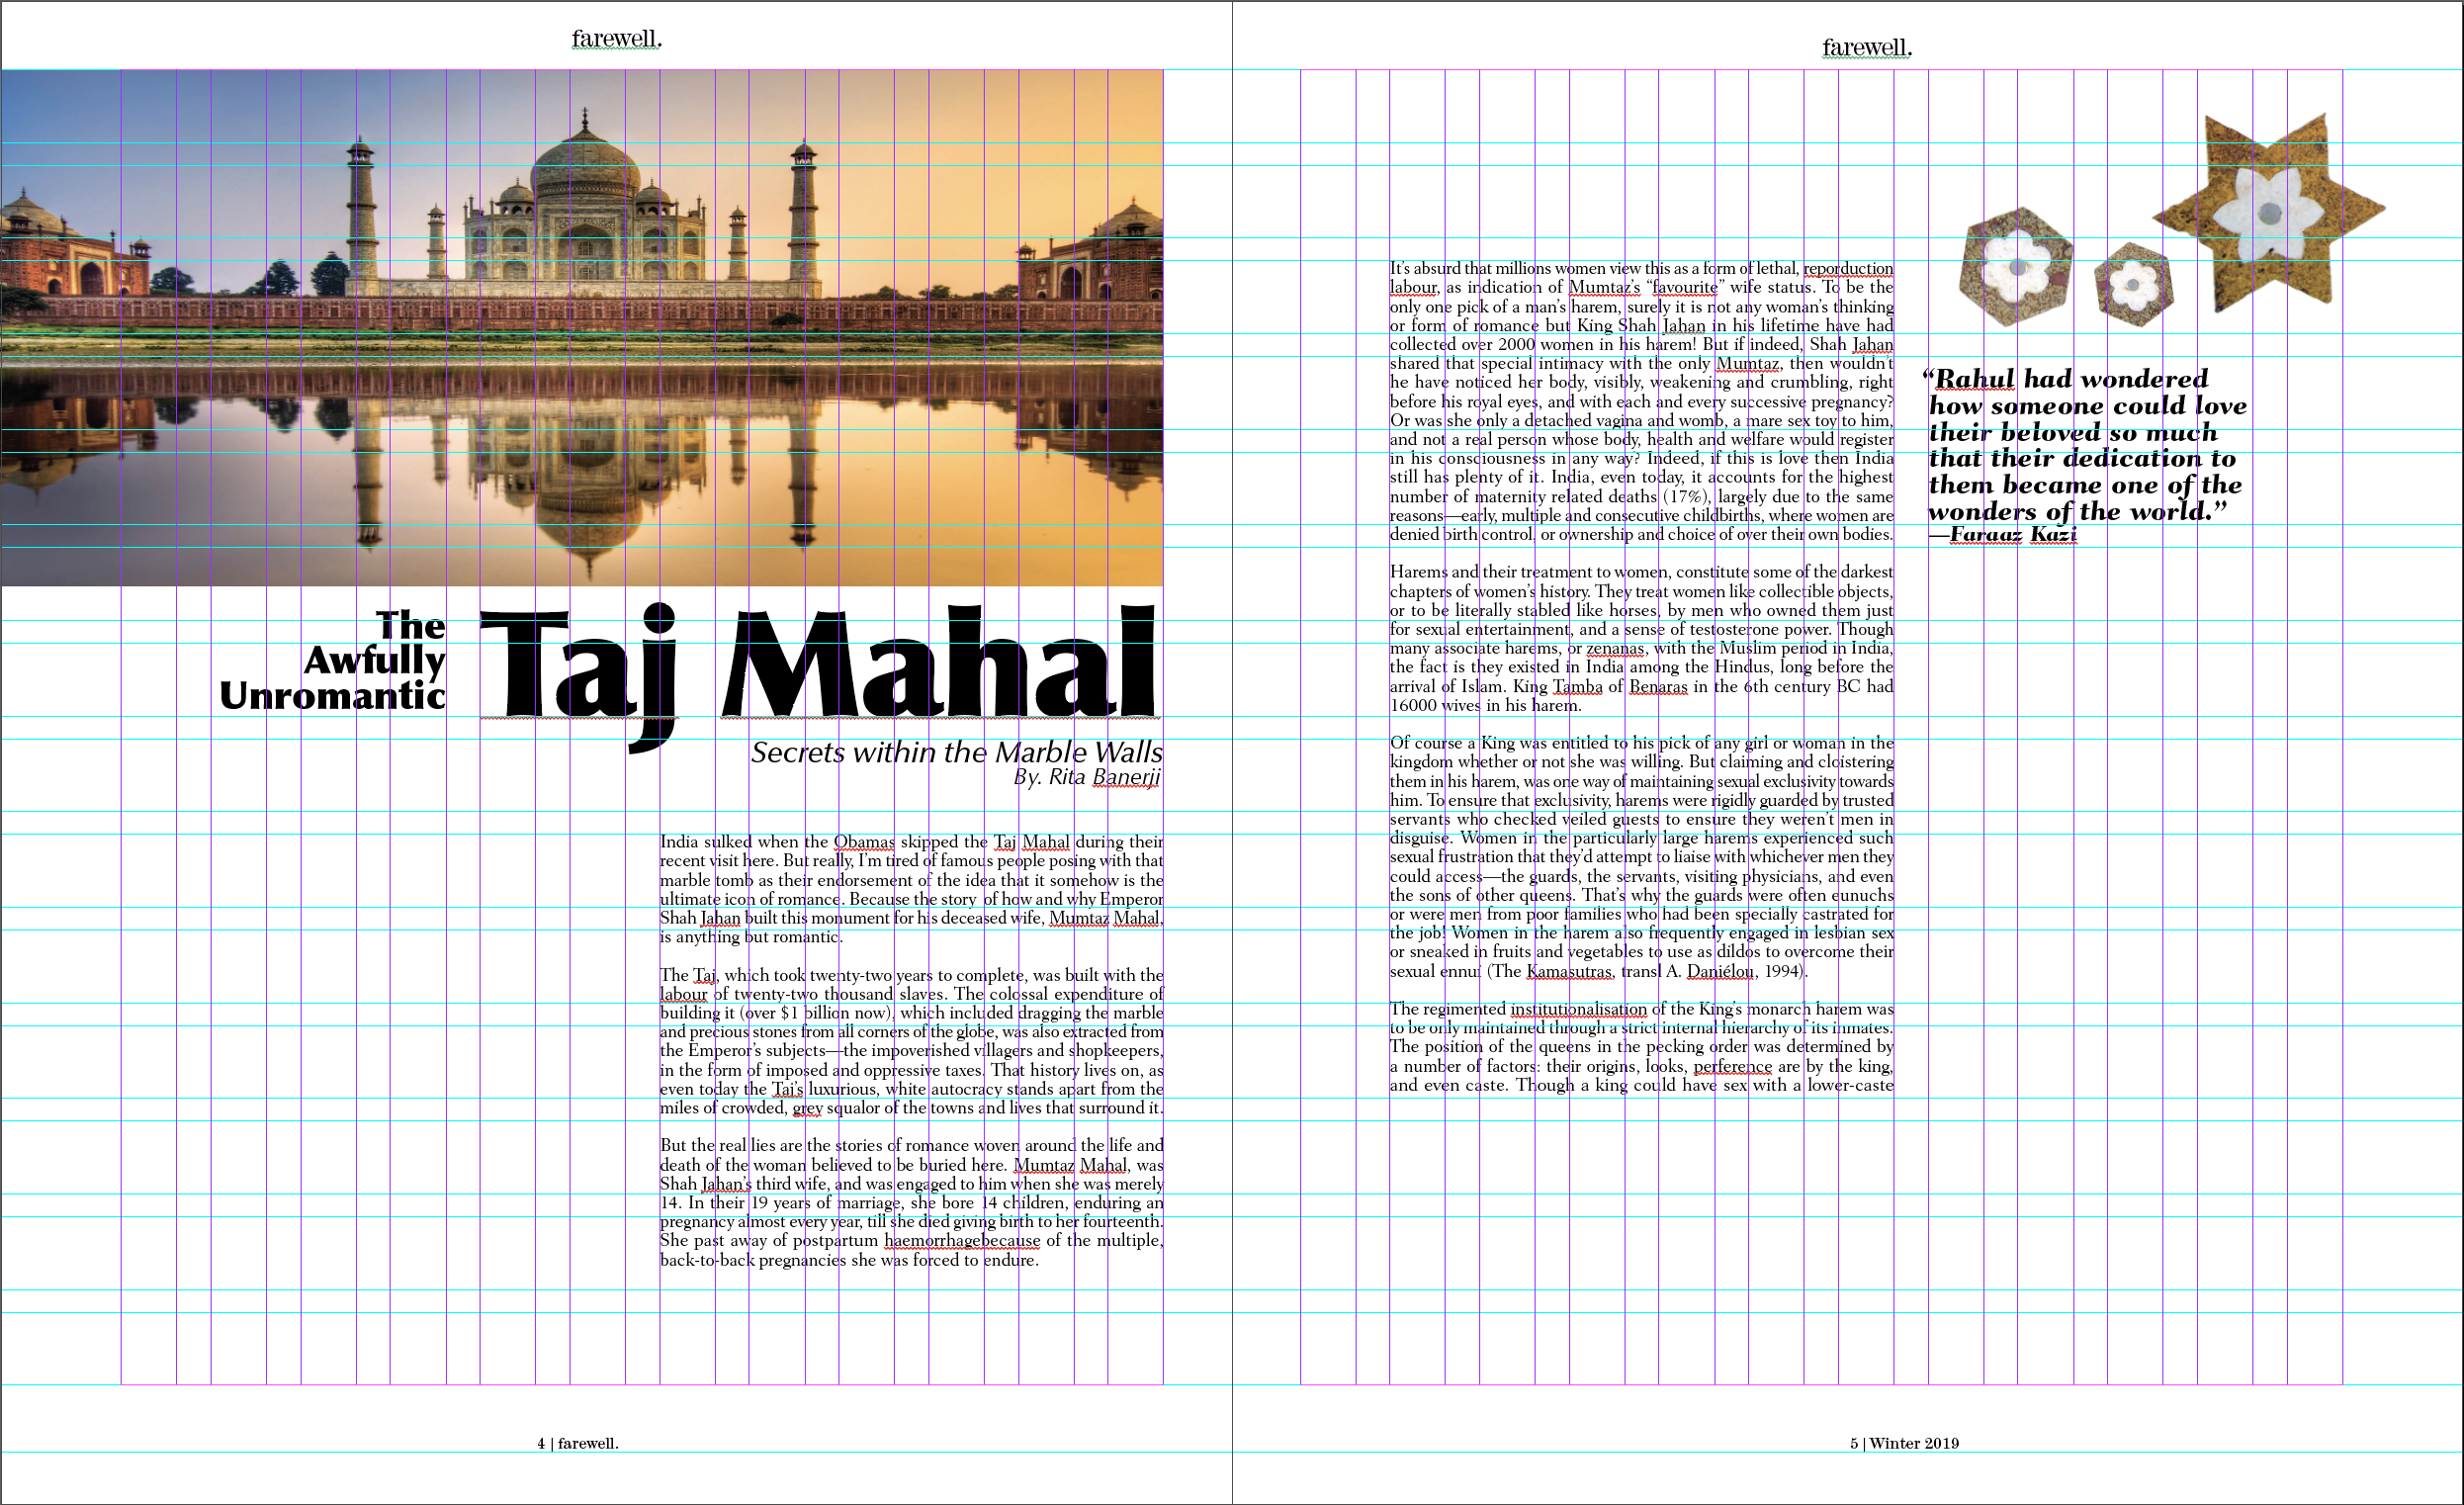 farewell.
The
Awfully
Unromantic
Taj Mahal
Secrets within the Marble Walls
By. Rita Banerji
India sulked when the Obamas skipped the Taj Mahal during their
recent visit here. But really, I'm tired of famous people posing with that
marble tomb as their endorsement of the idea that it somehow is the
ultimate icon of romance. Because the story of how and why Emperor
Shah Jahan built this monument for his deceased wife, Mumtaz Mahal,
is anything but romantic.
The Taj, which took twenty-two years to complete, was built with the
labour of twenty-two thousand slaves. The colossal expenditure of
building it (over $1 billion now), which included dragging the marble
and precious stones from all corners of the globe, was also extracted from
the Emperor's subjects—the impoverished villagers and shopkeepers,
in the form of imposed and oppressive taxes. That history lives on, as
even today the Taj's luxurious, white autocracy stands apart from the
miles of crowded, grey squalor of the towns and lives that surround it.
But the real lies are the stories of romance woven around the life and
death of the woman believed to be buried here. Mumtaz Mahal, was
Shah Jahan's third wife, and was engaged to him when she was merely
14. In their 19 years of marriage, she bore 14 children, enduring an
pregnancy almost every year, till she died giving birth to her fourteenth.
She past away of postpartum haemorrhagebecause of the multiple,
back-to-back pregnancies she was forced to endure.
4 | farewell.
farewell.
It's absurd that millions women view this as a form of lethal, reporduction
labour, as indication of Mumtaz's “favourite” wife status. To be the
only one pick of a man's harem, surely it is not any woman's thinking
or form of romance but King Shah Jahan in his lifetime have had
collected over 2000 women in his harem! But if indeed, Shah Jahan
shared that special intimacy with the only Mumtaz, then wouldn't
he have noticed her body, visibly, weakening and crumbling, right
before his royal eyes, and with each and every successive pregnancy?
Or was she only a detached vagina and womb, a mare sex toy to him,
and not a real person whose body, health and welfare would register
in his consciousness in any way? Indeed, if this is love then India
still has plenty of it. India, even today, it accounts for the highest
number of maternity related deaths (17%), largely due to the same
reasons—early, multiple and consecutive childbirths, where women are
denied birth control, or ownership and choice of over their own bodies.
Harems and their treatment to women, constitute some of the darkest
chapters of women's history. They treat women like collectible objects,
or to be literally stabled like horses, by men who owned them just
for sexual entertainment, and a sense of testosterone power. Though
many associate harems, or zenanas, with the Muslim period in India,
the fact is they existed in India among the Hindus, long before the
arrival of Islam. King Tamba of Benaras in the 6th century BC had
16000 wives in his harem.
Of course a King was entitled to his pick of any girl or woman in the
kingdom whether or not she was willing. But claiming and cloistering
them in his harem, was one way of maintaining sexual exclusivity towards
him. To ensure that exclusivity, harems were rigidly guarded by trusted
servants who checked veiled guests to ensure they weren't men in
disguise. Women in the particularly large harems experienced such
sexual frustration that they'd attempt to liaise with whichever men they
could access—the guards, the servants, visiting physicians, and even
the sons of other queens. That's why the guards were often eunuchs
or were men from poor families who had been specially castrated for
the job! Women in the harem also frequently engaged in lesbian sex
or sneaked in fruits and vegetables to use as dildos to overcome their
sexual ennui (The Kamasutras, transl A. Daniélou, 1994).
The regimented institutionalisation of the King's monarch harem was
to be only maintained through a strict internal hierarchy of its inmates.
The position of the queens in the pecking order was determined by
a number of factors: their origins, looks, perference are by the king,
and even caste. Though a king could have sex with a lower-caste
“Rahul had wondered
how someone could love
their beloved so much
that their dedication to
them became one of the
wonders of the world.”
—Faraaz Kazi
5 | Winter 2019